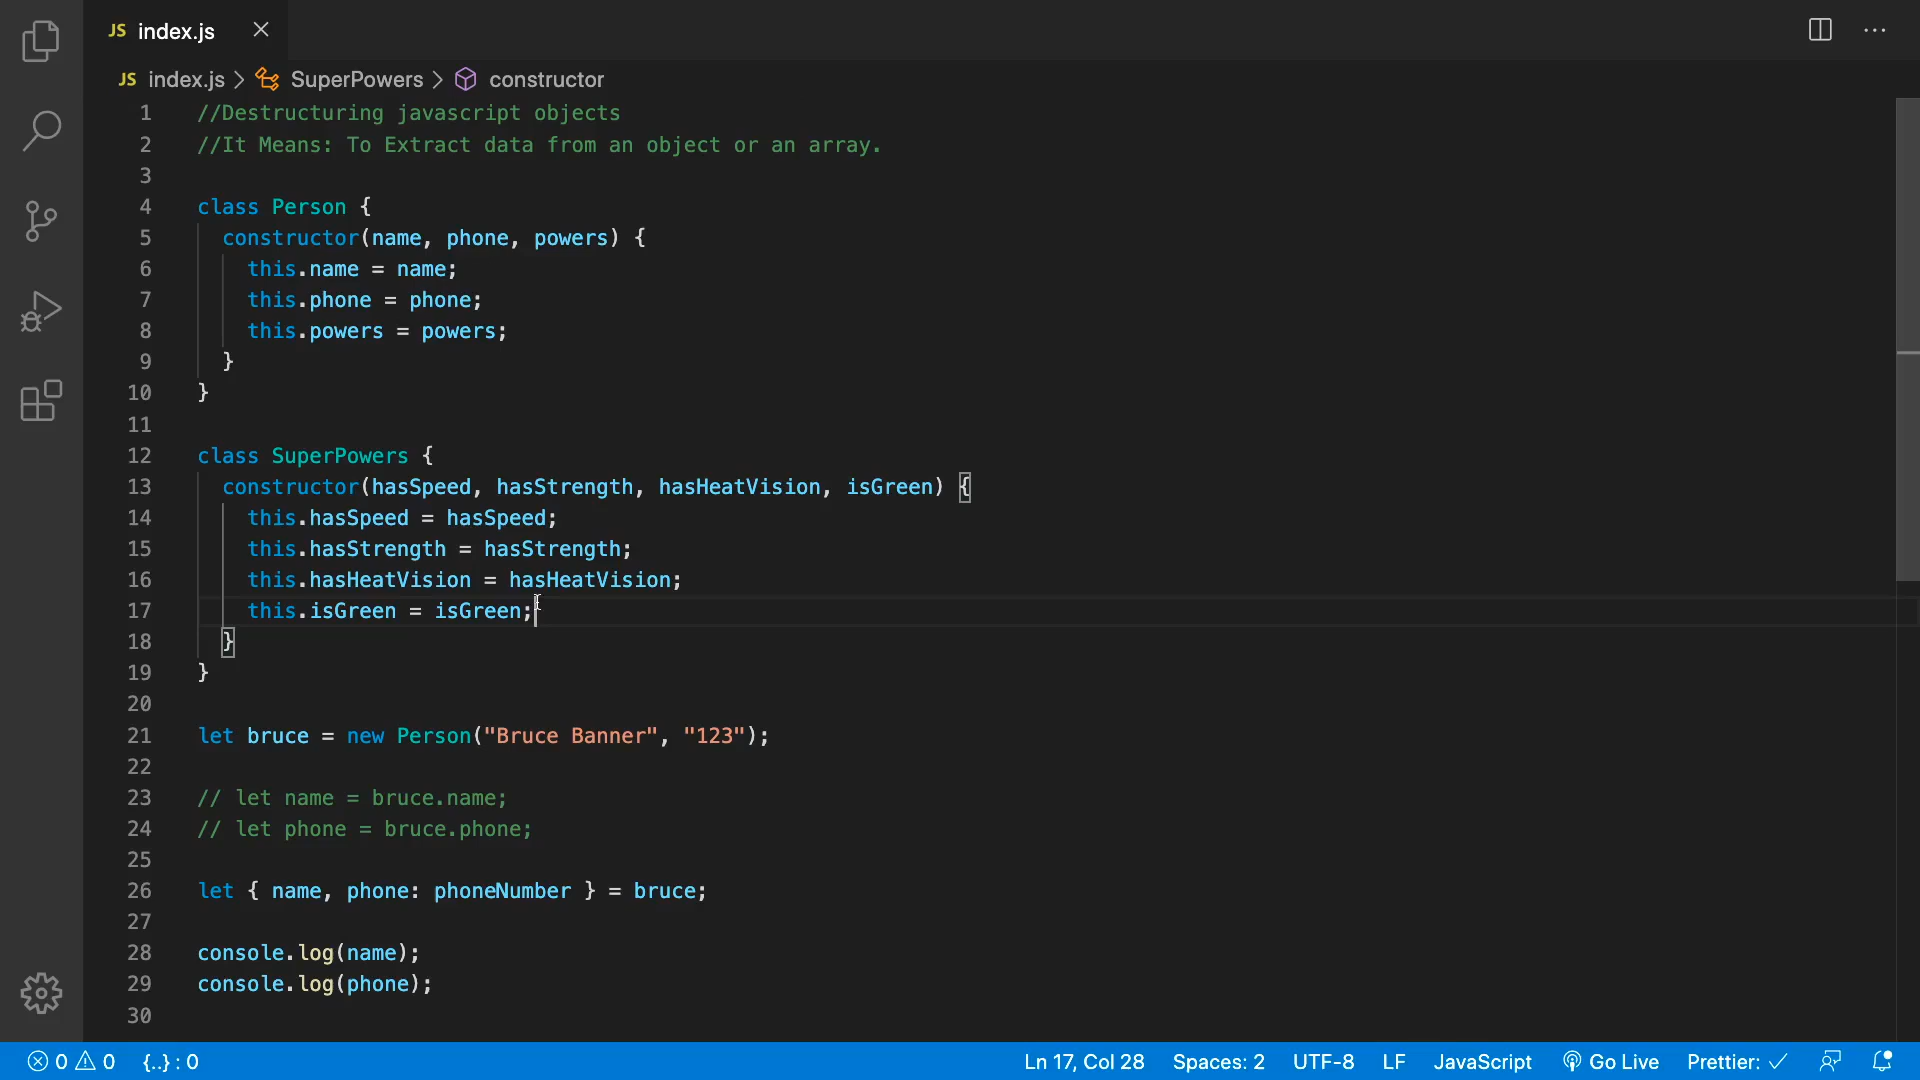 JS index.js
JS index.js > SuperPowers > constructor
1 //Destructuring javascript objects
2 //It Means: To Extract data from an object or an array.
3
4 class Person {
5 constructor(name, phone, powers) {
6 this.name = name;
7 this.phone = phone;
8 this.powers = powers;
9 }
10 }
11
12 class SuperPowers {
13 constructor(hasSpeed, hasStrength, hasHeatVision, isGreen) {
14 this.hasSpeed = hasSpeed;
15 this.hasStrength = hasStrength;
16 this.hasHeatVision = hasHeatVision;
17 this.isGreen = isGreen;
18 }
19 }
20
21 let bruce = new Person("Bruce Banner", "123");
22
23 // let name = bruce.name;
24 // let phone = bruce.phone;
25
26 let { name, phone: phoneNumber } = bruce;
27
28 console.log(name);
29 console.log(phone);
30
0 0 {..} : 0 Ln 17, Col 28 Spaces: 2 UTF-8 LF JavaScript Go Live Prettier: ✓